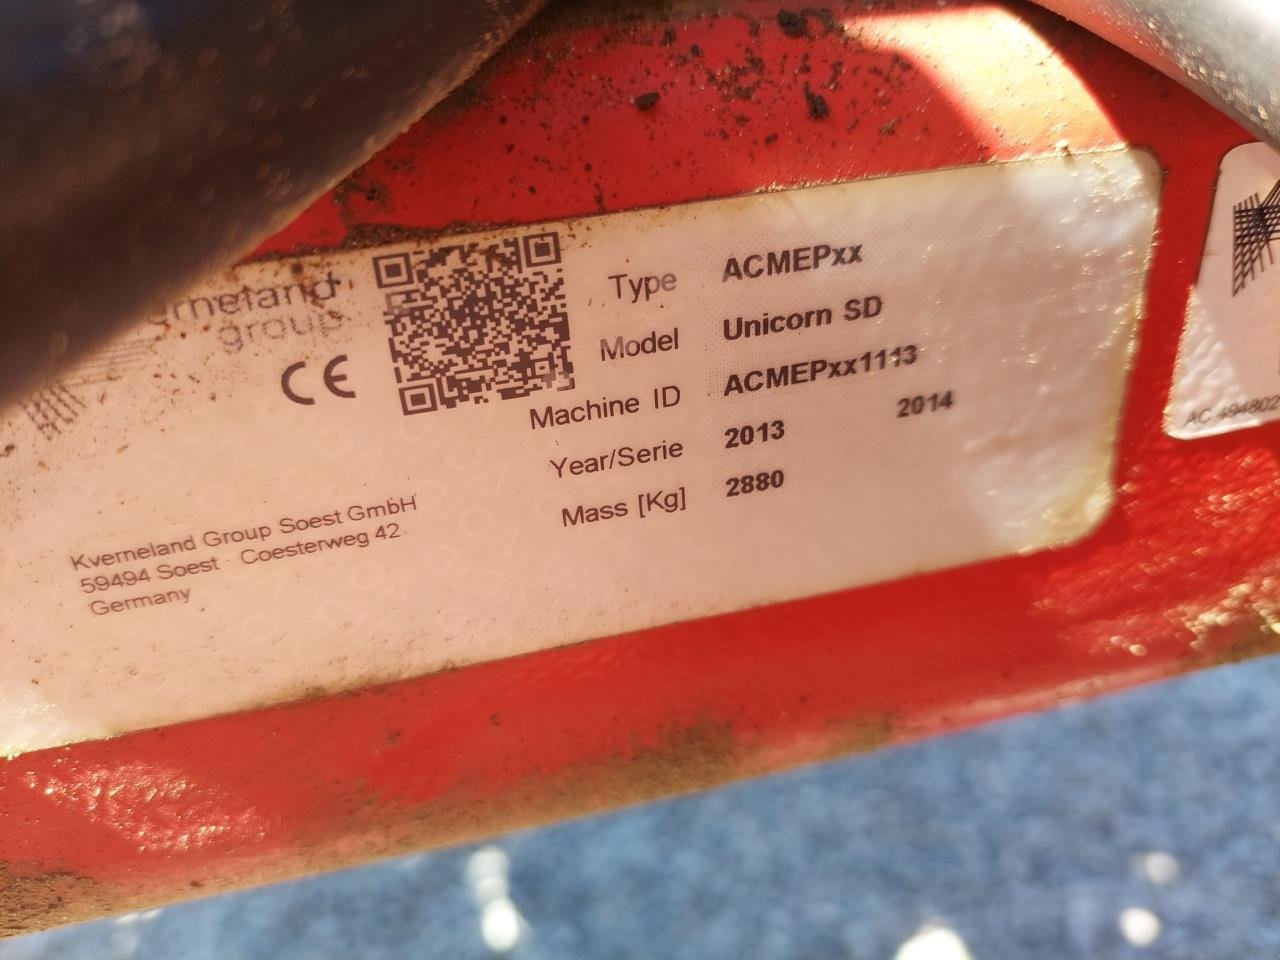 group
CE
Type ACMEPxx
Model Unicorn SD
Machine ID ACMEPxx1113
Year/Serie 2013 2014
Mass [Kg] 2880
Kverneland Group Soest GmbH
59494 Soest Coesterweg 42
Germany